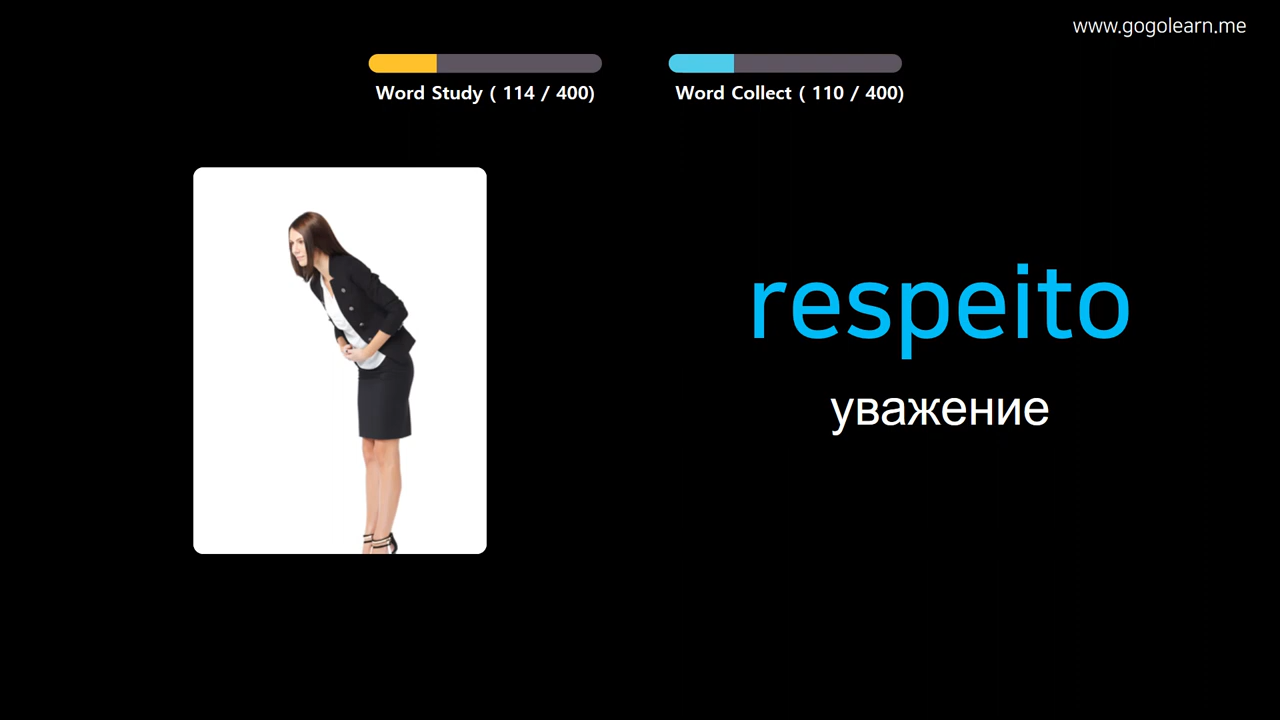 www.gogolearn.me
Word Study ( 114 / 400)
Word Collect ( 110 / 400)
respeito
уважение